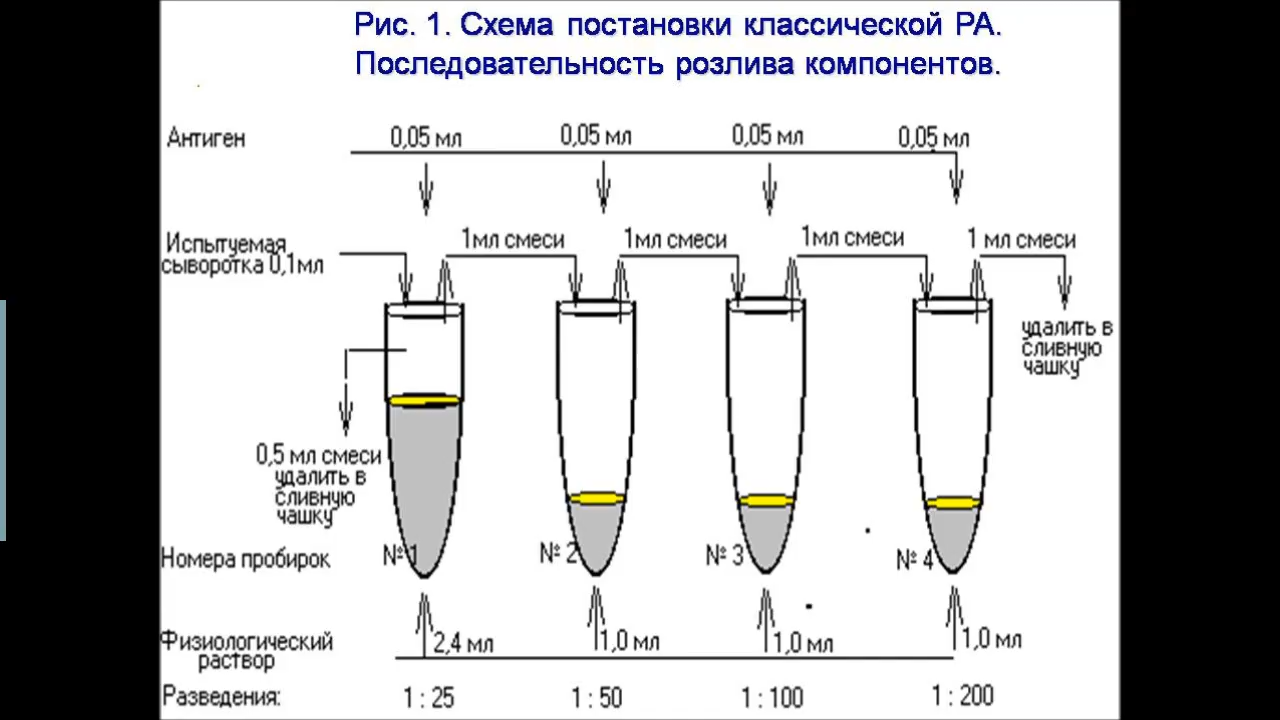 Рис. 1. Схема постановки классической РА.
Последовательность розлива компонентов.
Антиген
0,05 мл
0,05 мл
0,05 мл
0,05 мл
Испытуемая
сыворотка 0,1мл
1мл смеси
1мл смеси
1мл смеси
1 мл смеси
удалить в
сливную
чашку
0,5 мл смеси
удалить в
сливную
чашку
Номера пробирок
№ 1
№ 2
№ 3
№ 4
Физиологический
раствор
2,4 мл
1,0 мл
1,0 мл
1,0 мл
Разведения:
1 : 25
1 : 50
1 : 100
1 : 200